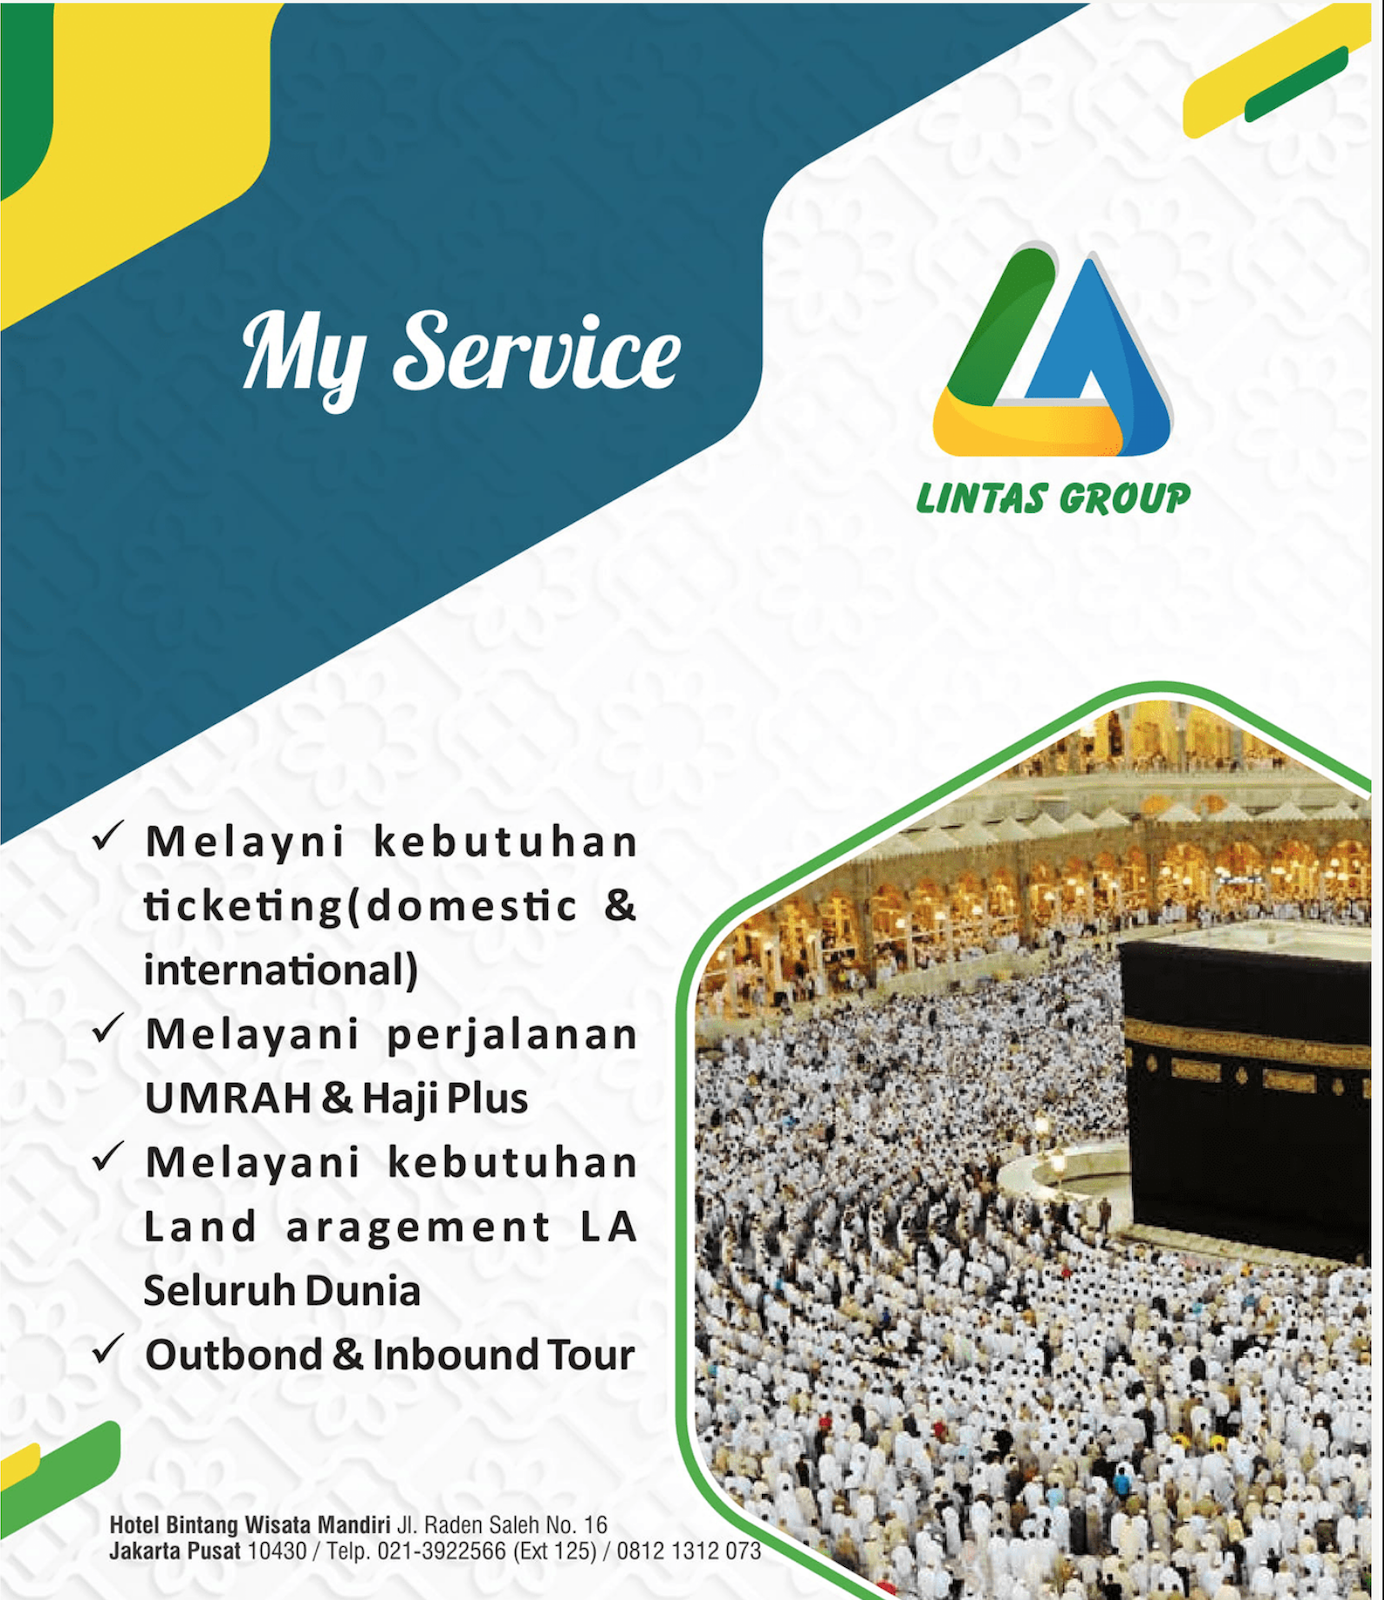 My Service
LINTAS GROUP
✓ Melayni kebutuhan
ticketing(domestic &
international)
✓ Melayani perjalanan
UMRAH & Haji Plus
✓ Melayani kebutuhan
Land aragement LA
Seluruh Dunia
✓ Outbond & Inbound Tour
Hotel Bintang Wisata Mandiri Jl. Raden Saleh No. 16
Jakarta Pusat 10430 / Telp. 021-3922566 (Ext 125) / 0812 1312 073